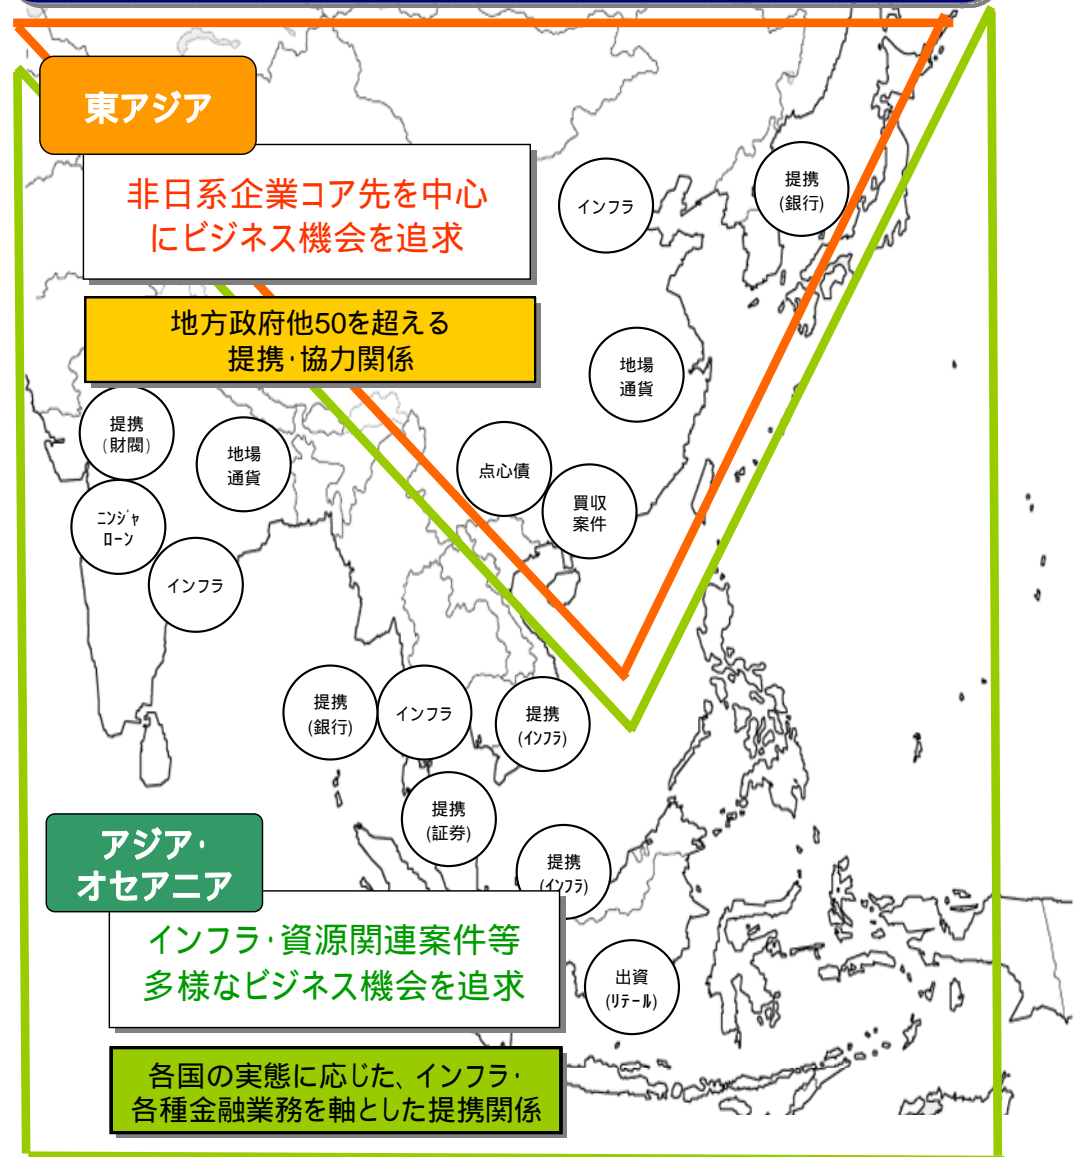 東アジア
非日系企業コア先を中心
にビジネス機会を追求
地方政府他50を超える
提携・協力関係
インフラ
提携
(銀行)
地場
通貨
提携
(財閥)
地場
通貨
点心債
買収
案件
ﾆﾝｼﾞｬ
ﾛｰﾝ
インフラ
提携
(銀行)
インフラ
提携
(ｲﾝﾌﾗ)
提携
(証券)
提携
(ｲﾝﾌﾗ)
アジア・
オセアニア
インフラ・資源関連案件等
多様なビジネス機会を追求
出資
(ﾘﾃｰﾙ)
各国の実態に応じた、インフラ・
各種金融業務を軸とした提携関係